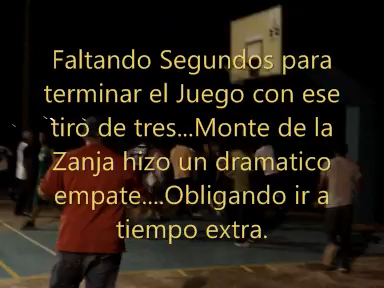 Faltando Segundos para
terminar el Juego con ese
tiro de tres...Monte de la
Zanja hizo un dramatico
empate....Obligando ir a
tiempo extra.